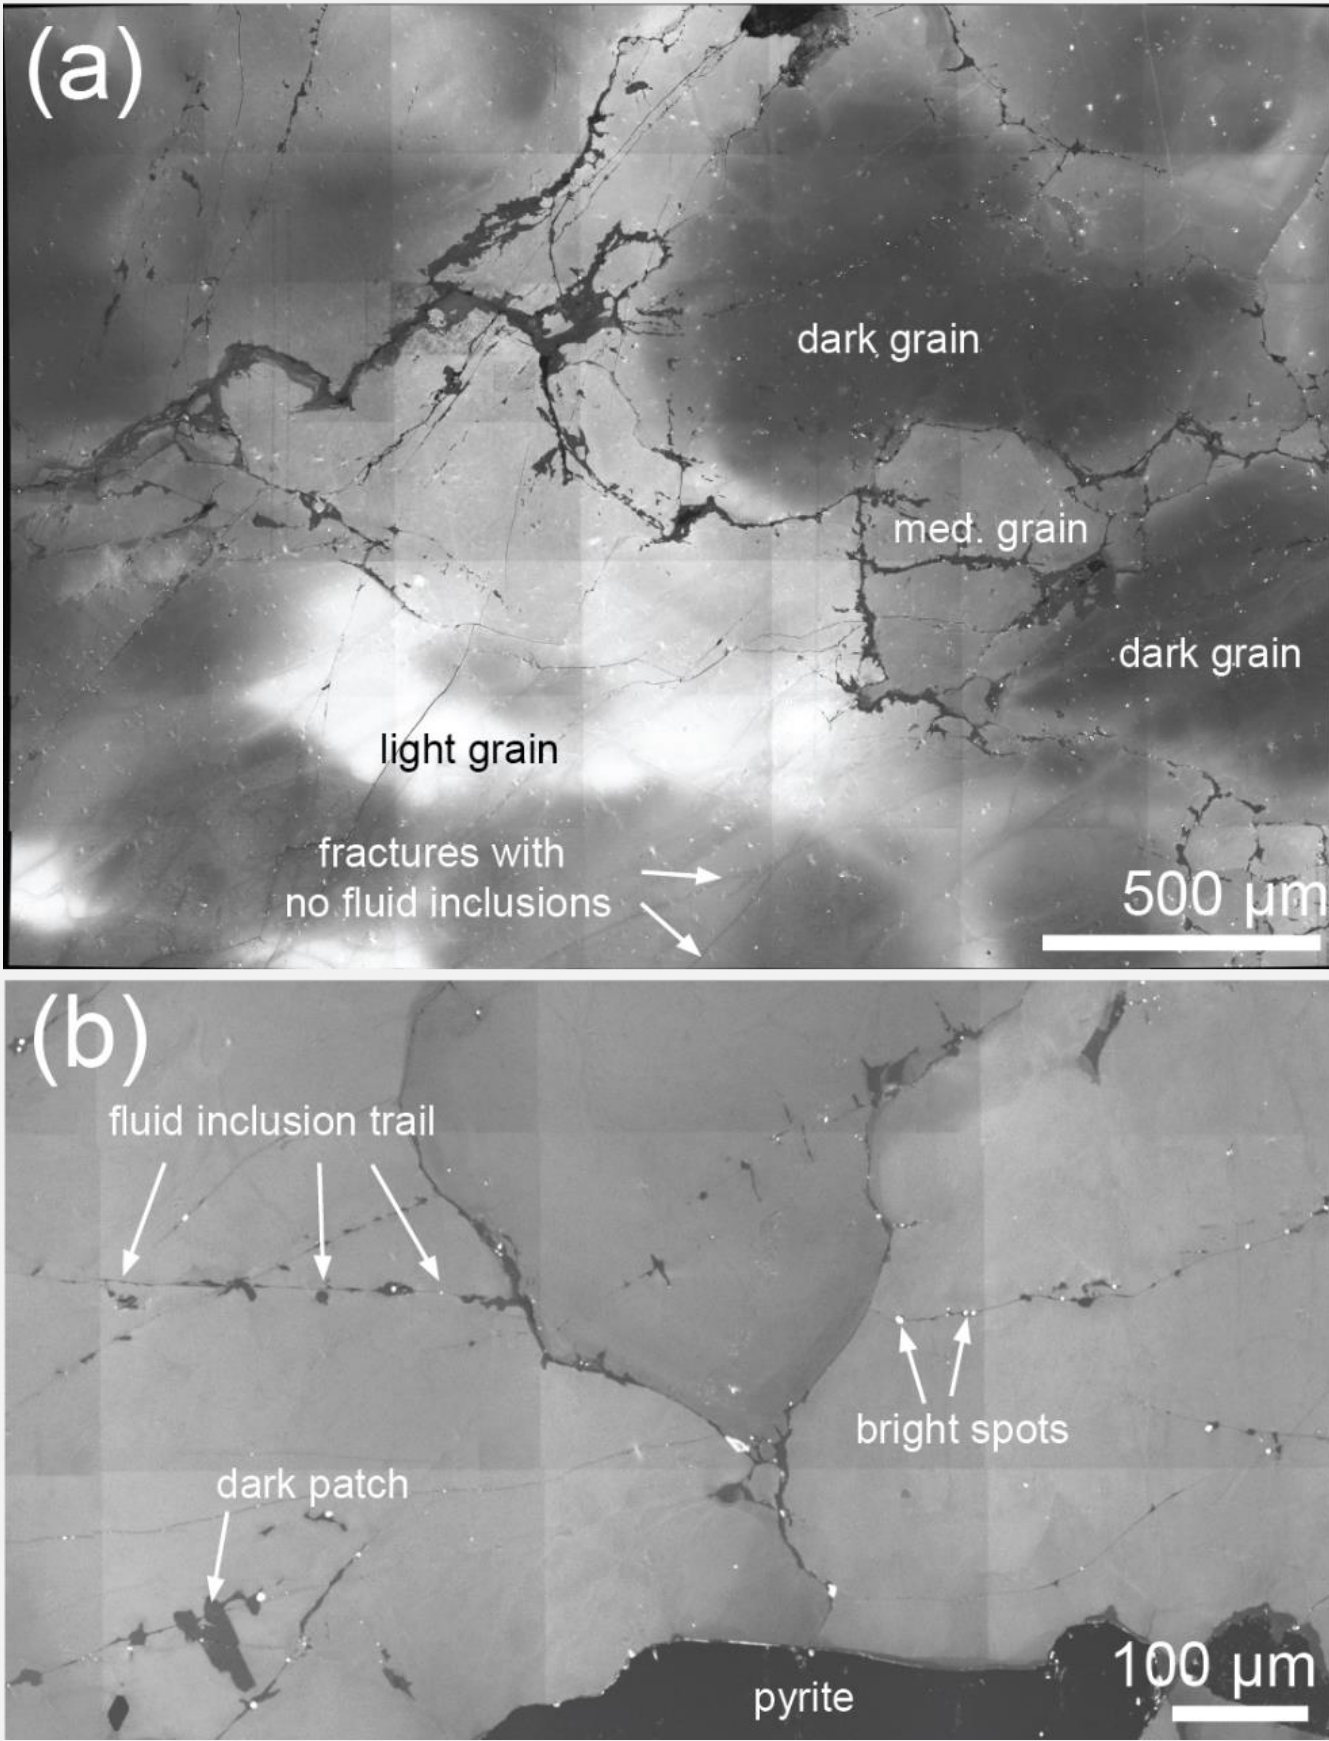 (a)
dark grain
med. grain
dark grain
light grain
fractures with
no fluid inclusions
500 µm
(b)
fluid inclusion trail
bright spots
dark patch
100 µm
pyrite